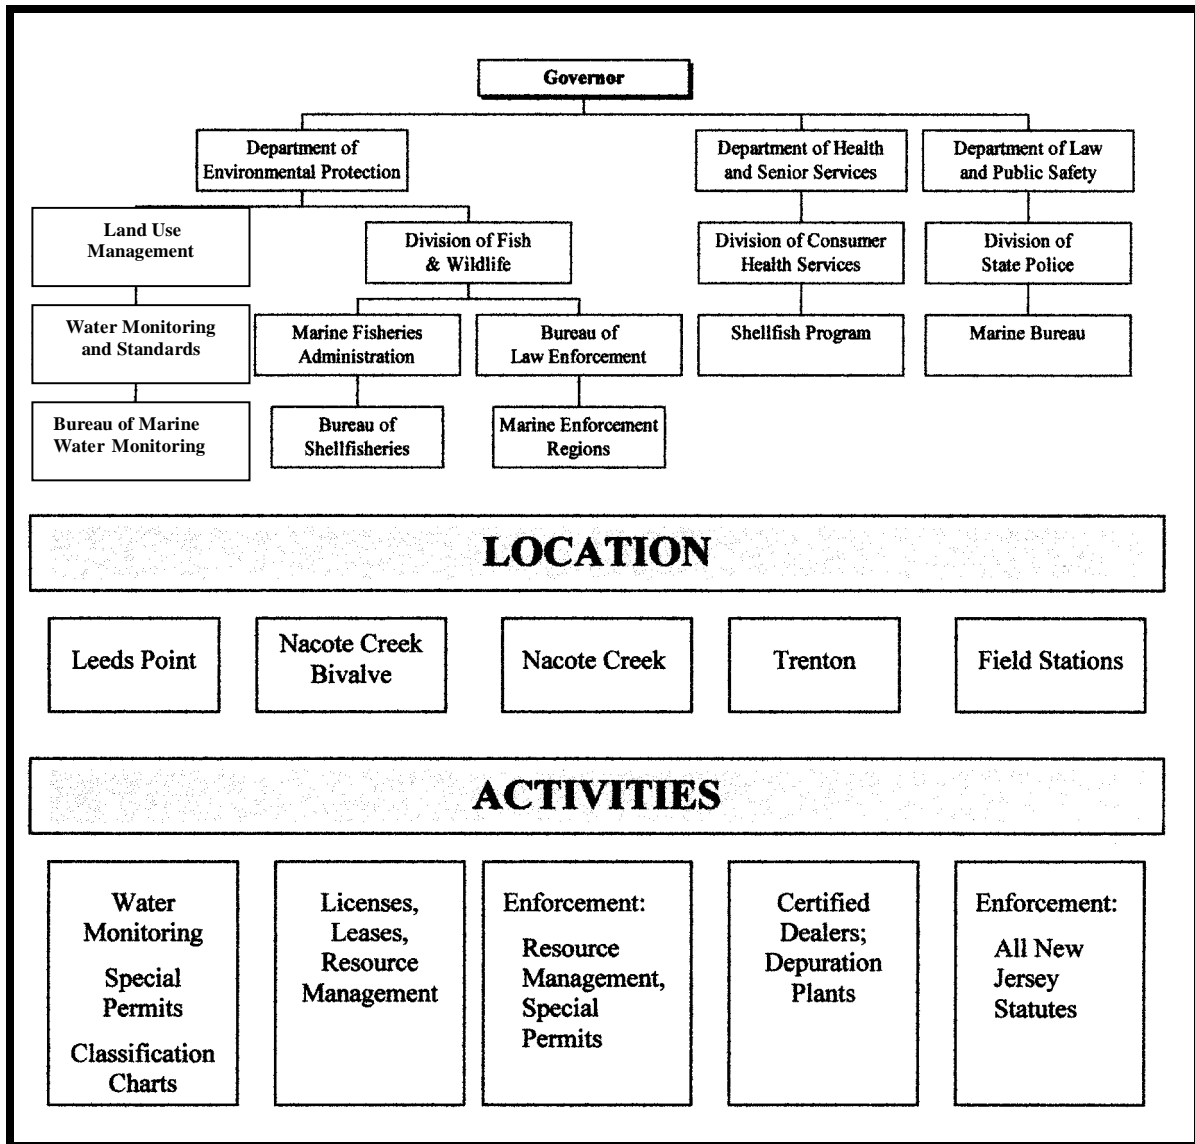 Governor
Department of
Environmental Protection
Department of Health
and Senior Services
Department of Law
and Public Safety
Land Use
Management
Division of Fish
& Wildlife
Division of Consumer
Health Services
Division of
State Police
Water Monitoring
and Standards
Marine Fisheries
Administration
Bureau of
Law Enforcement
Shellfish Program
Marine Bureau
Bureau of Marine
Water Monitoring
Bureau of
Shellfisheries
Marine Enforcement
Regions
LOCATION
Leeds Point
Nacote Creek
Bivalve
Nacote Creek
Trenton
Field Stations
ACTIVITIES
Water
Monitoring
Special
Permits
Classification
Charts
Licenses,
Leases,
Resource
Management
Enforcement:
Resource
Management,
Special
Permits
Certified
Dealers;
Depuration
Plants
Enforcement:
All New
Jersey
Statutes